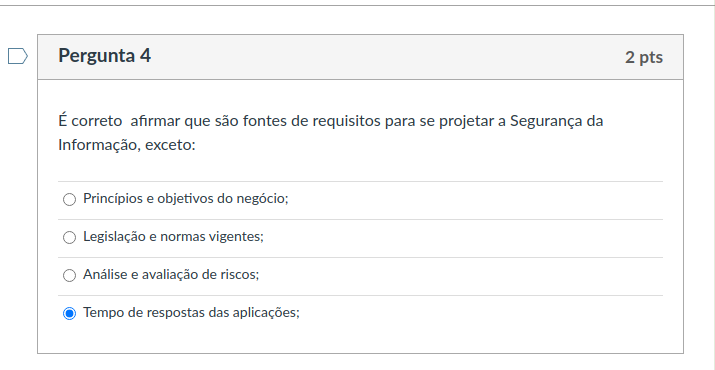 Pergunta 4
2 pts
É correto  afirmar que são fontes de requisitos para se projetar a Segurança da
Informação, exceto:
Princípios e objetivos do negócio;
Legislação e normas vigentes;
Análise e avaliação de riscos;
Tempo de respostas das aplicações;